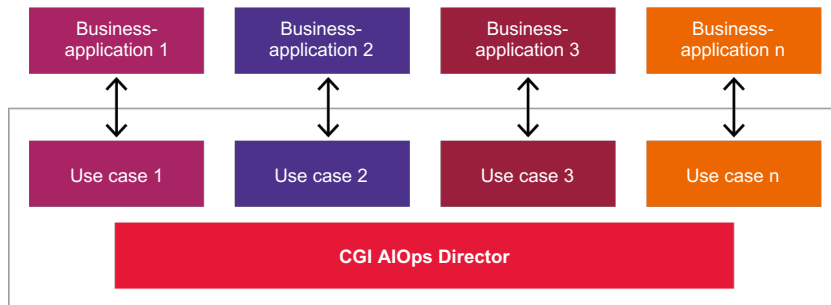 Business-
application 1
Business-
application 2
Business-
application 3
Business-
application n
Use case 1
Use case 2
Use case 3
Use case n
CGI AIOps Director